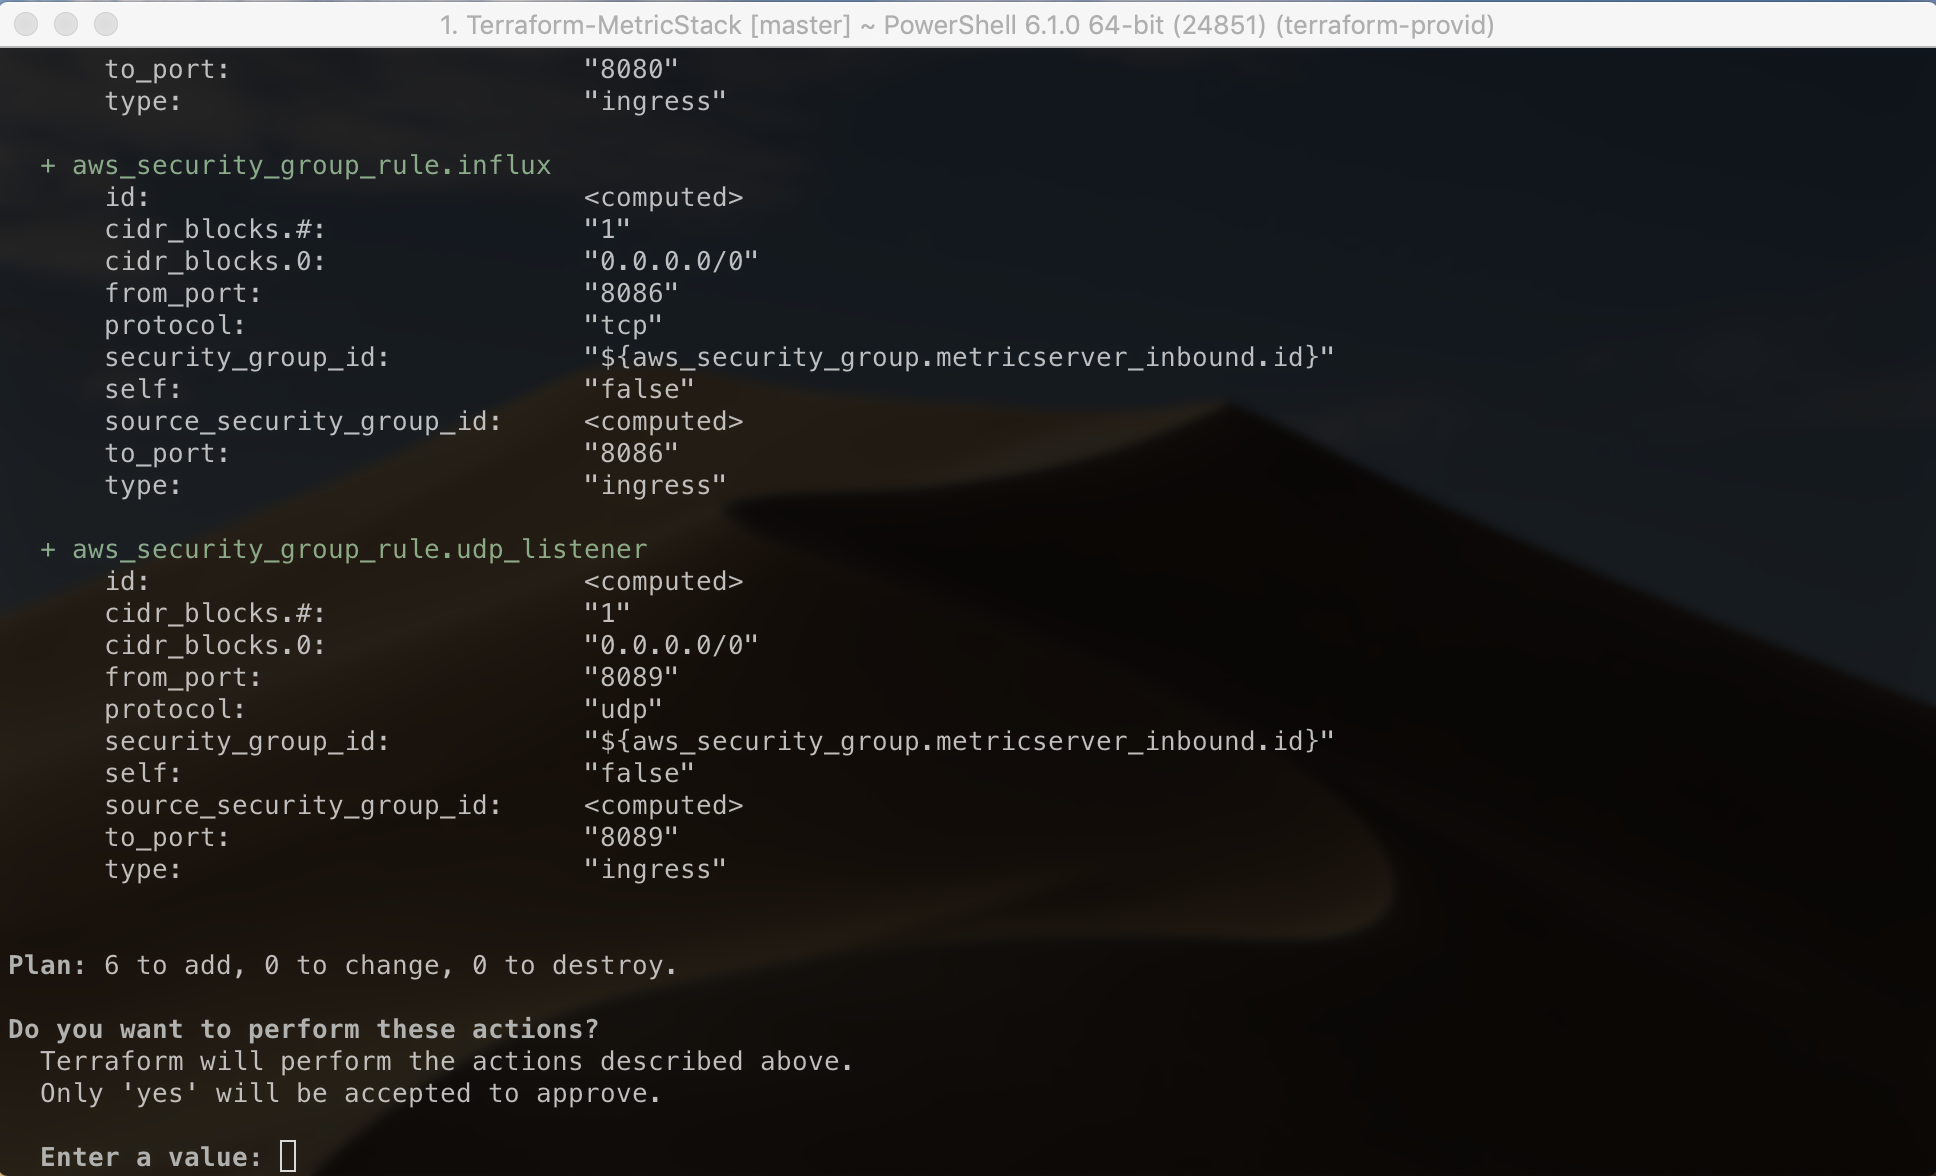 1. Terraform-MetricStack [master] ~ PowerShell 6.1.0 64-bit (24851) (terraform-provid)
to_port: "8080"
type: "ingress"
+ aws_security_group_rule.influx
id: <computed>
cidr_blocks.#: "1"
cidr_blocks.0: "0.0.0.0/0"
from_port: "8086"
protocol: "tcp"
security_group_id: "${aws_security_group.metricserver_inbound.id}"
self: "false"
source_security_group_id: <computed>
to_port: "8086"
type: "ingress"
+ aws_security_group_rule.udp_listener
id: <computed>
cidr_blocks.#: "1"
cidr_blocks.0: "0.0.0.0/0"
from_port: "8089"
protocol: "udp"
security_group_id: "${aws_security_group.metricserver_inbound.id}"
self: "false"
source_security_group_id: <computed>
to_port: "8089"
type: "ingress"
Plan: 6 to add, 0 to change, 0 to destroy.
Do you want to perform these actions?
Terraform will perform the actions described above.
Only 'yes' will be accepted to approve.
Enter a value: